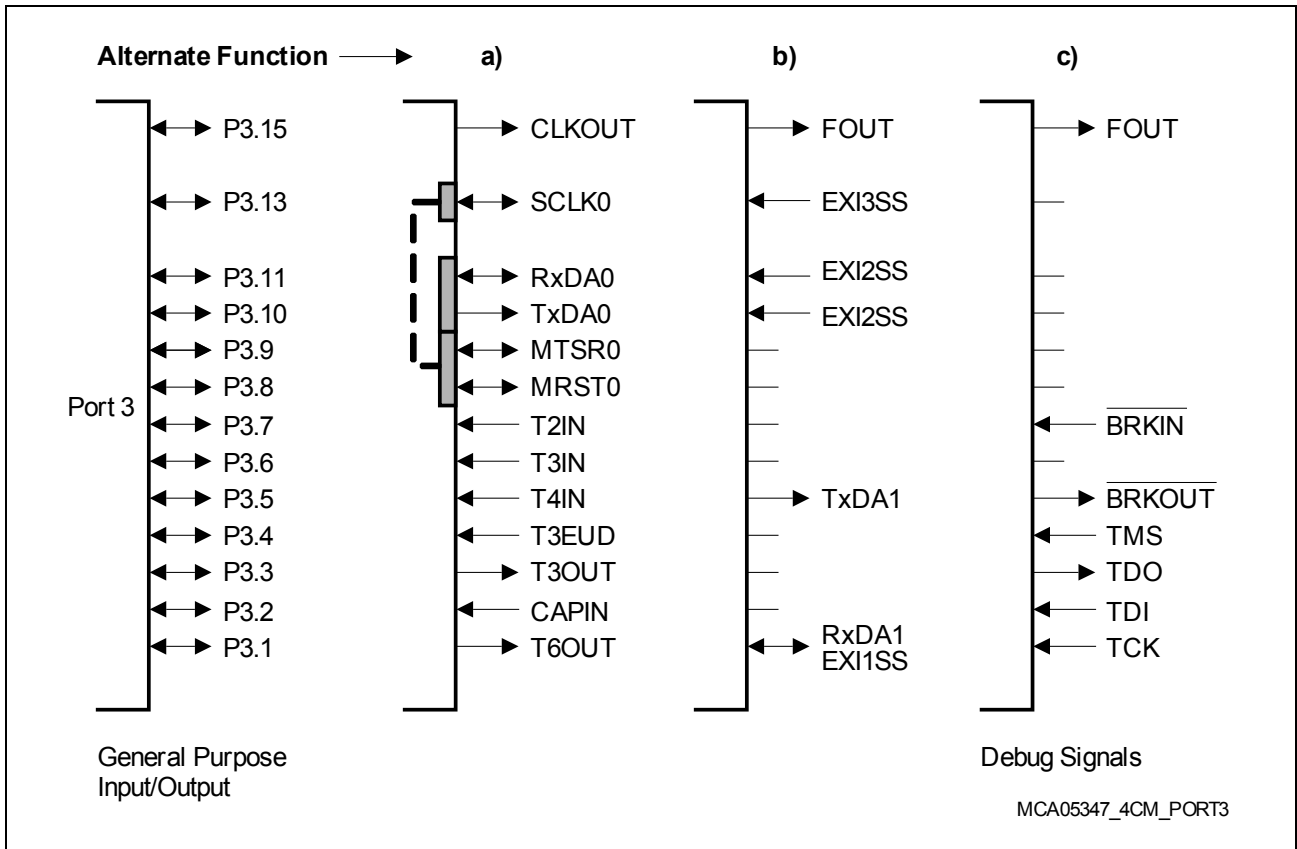 Alternate Function a) b) c)
P3.15 CLKOUT FOUT FOUT
P3.13 SCLK0 EXI3SS
P3.11 RxDA0 EXI2SS
P3.10 TxDA0 EXI2SS
P3.9 MTSR0
P3.8 MRST0
Port 3
P3.7 T2IN BRKIN
P3.6 T3IN
P3.5 T4IN TxDA1 BRKOUT
P3.4 T3EUD TMS
P3.3 T3OUT TDO
P3.2 CAPIN TDI
P3.1 T6OUT RxDA1 TCK
EXI1SS
General Purpose Debug Signals
Input/Output
MCA05347_4CM_PORT3